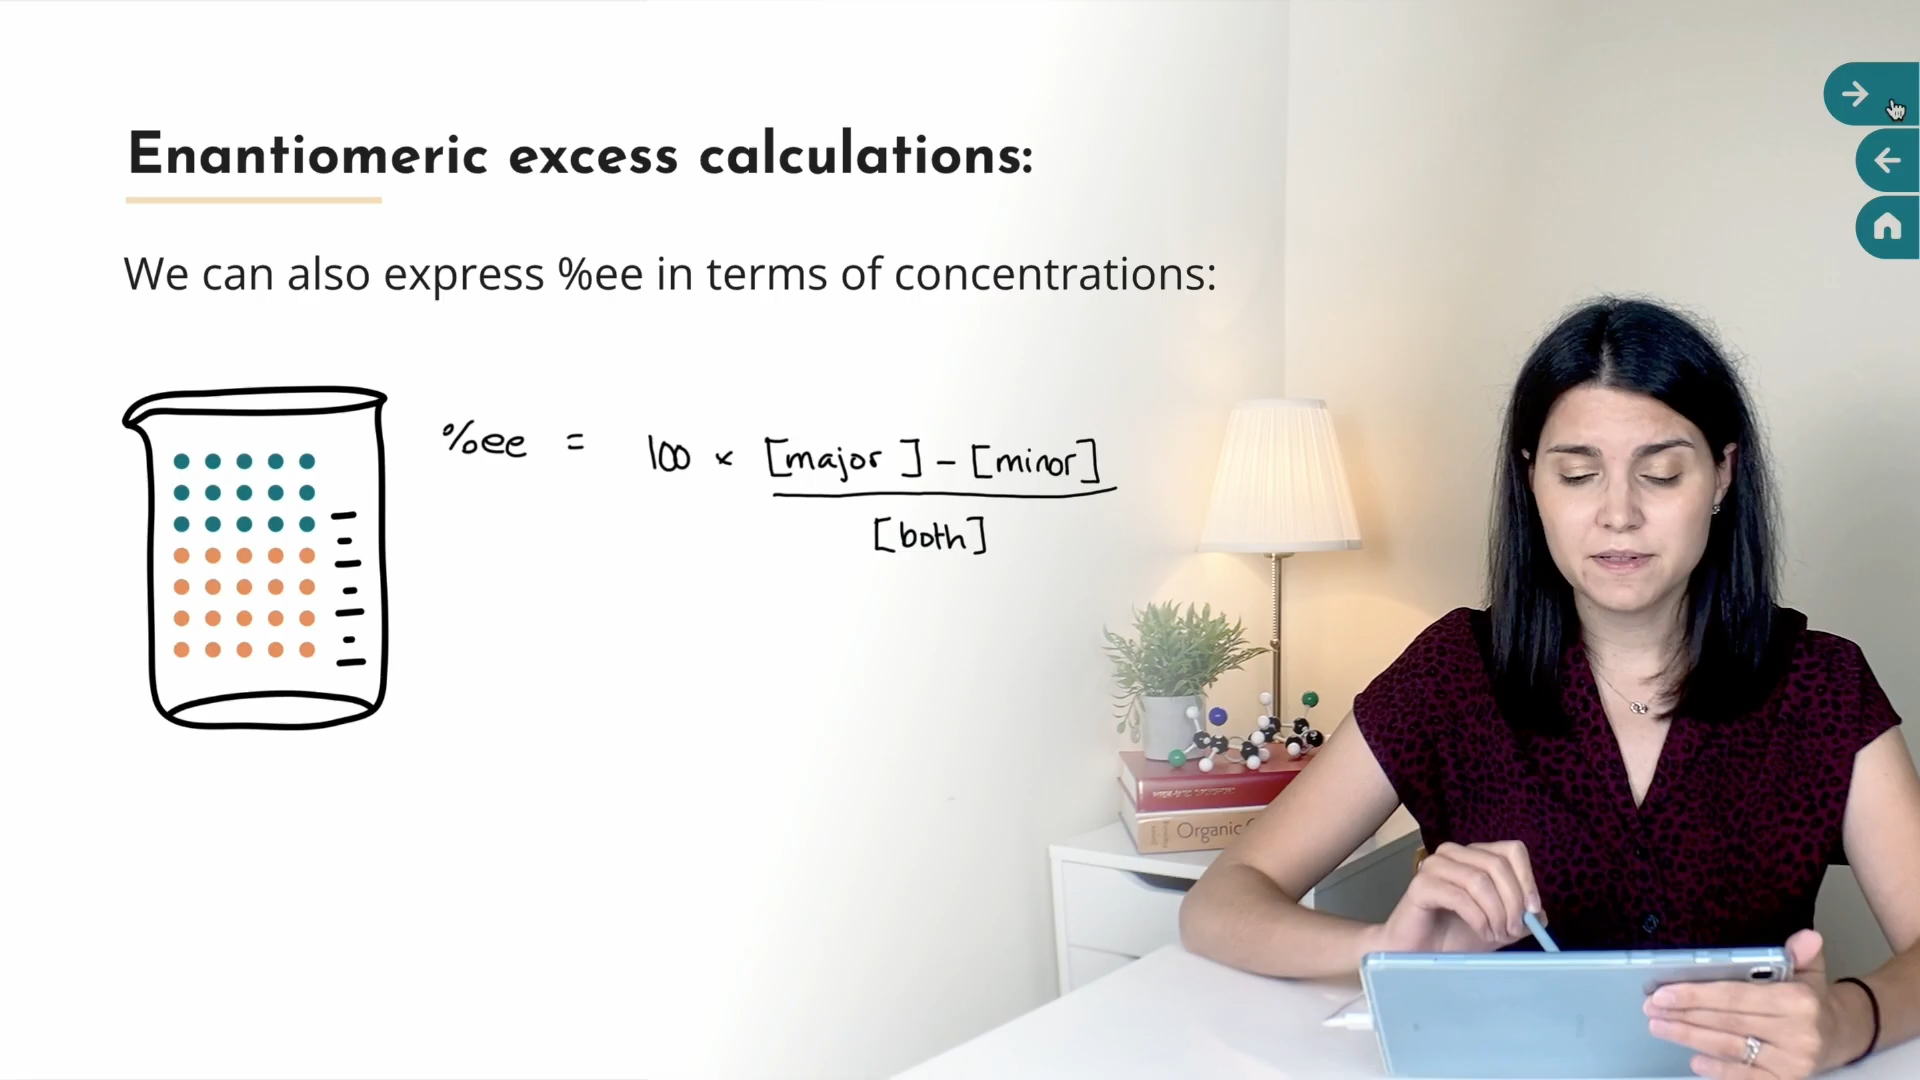 Enantiomeric excess calculations:
We can also express %ee in terms of concentrations:
%ee = 100 × [major] - [minor]
[both]
Organic